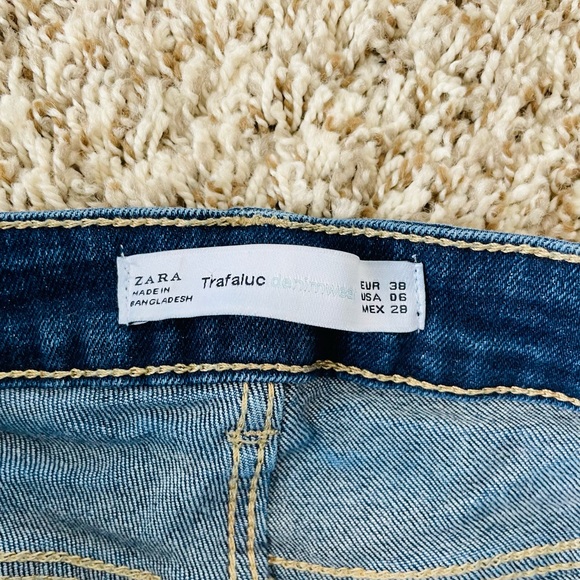 ZARA
MADE IN
BANGLADESH
Trafaluc denimwear
EUR 38
USA 06
MEX 28